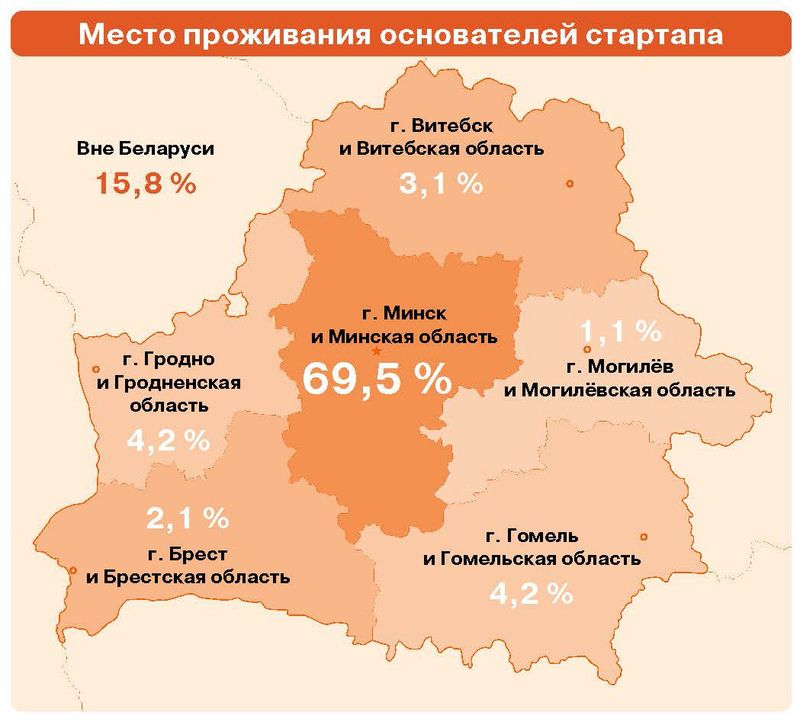 Место проживания основателей стартапа
Вне Беларуси
15,8 %
г. Витебск
и Витебская область
3,1 %
г. Минск
и Минская область
69,5 %
1,1 %
г. Могилёв
и Могилёвская область
г. Гродно
и Гродненская
область
4,2 %
2,1 %
г. Брест
и Брестская область
г. Гомель
и Гомельская область
4,2 %